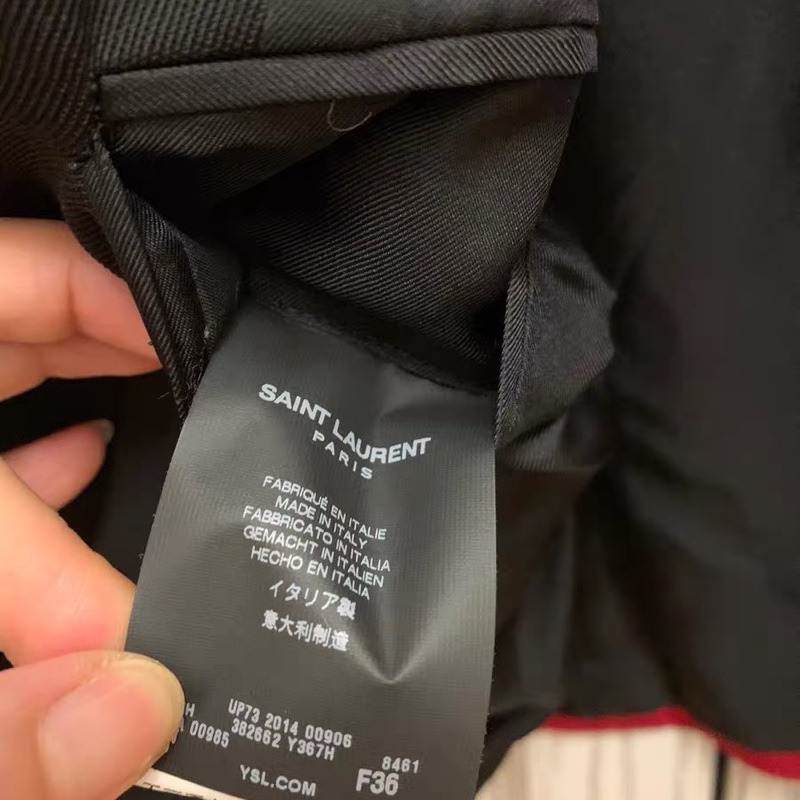 SAINT LAURENT
PARIS
FABRIQUÉ EN ITALIE
MADE IN ITALY
FABBRICATO IN ITALIA
GEMACHT IN ITALIEN
HECHO EN ITALIA
イタリア製
意大利制造
UP73 2014 00906
382662 Y367H
00985
8461
YSL.COM
F36